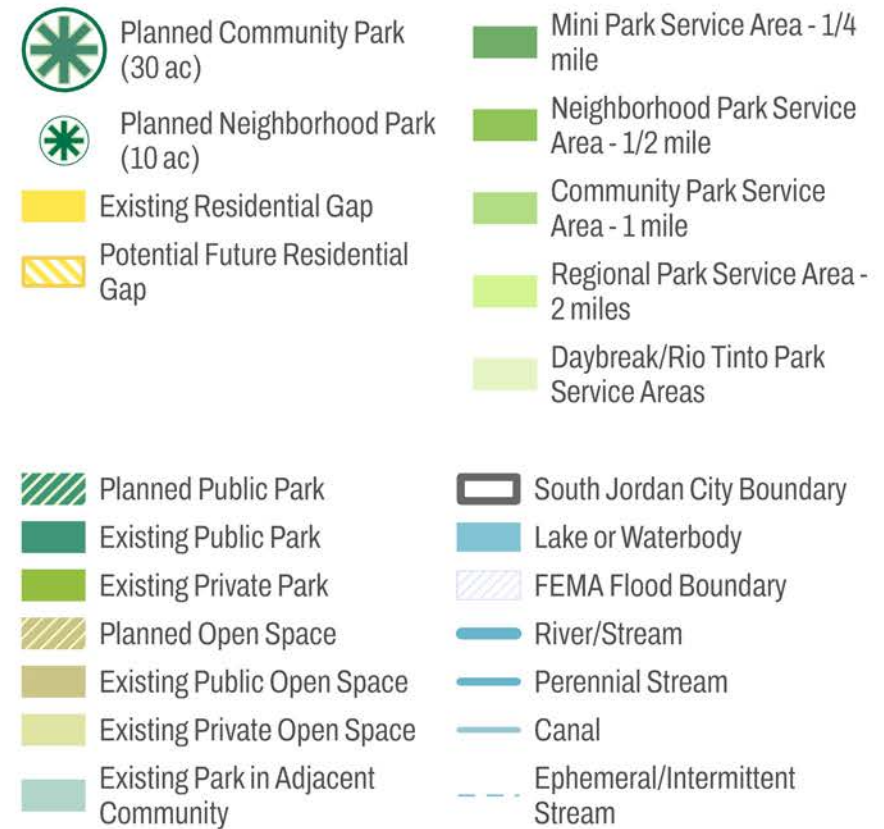 Planned Community Park
(30 ac)
Planned Neighborhood Park
(10 ac)
Existing Residential Gap
Potential Future Residential
Gap
Mini Park Service Area - 1/4
mile
Neighborhood Park Service
Area - 1/2 mile
Community Park Service
Area - 1 mile
Regional Park Service Area -
2 miles
Daybreak/Rio Tinto Park
Service Areas
Planned Public Park
Existing Public Park
Existing Private Park
Planned Open Space
Existing Public Open Space
Existing Private Open Space
Existing Park in Adjacent
Community
South Jordan City Boundary
Lake or Waterbody
FEMA Flood Boundary
River/Stream
Perennial Stream
Canal
Ephemeral/Intermittent
Stream